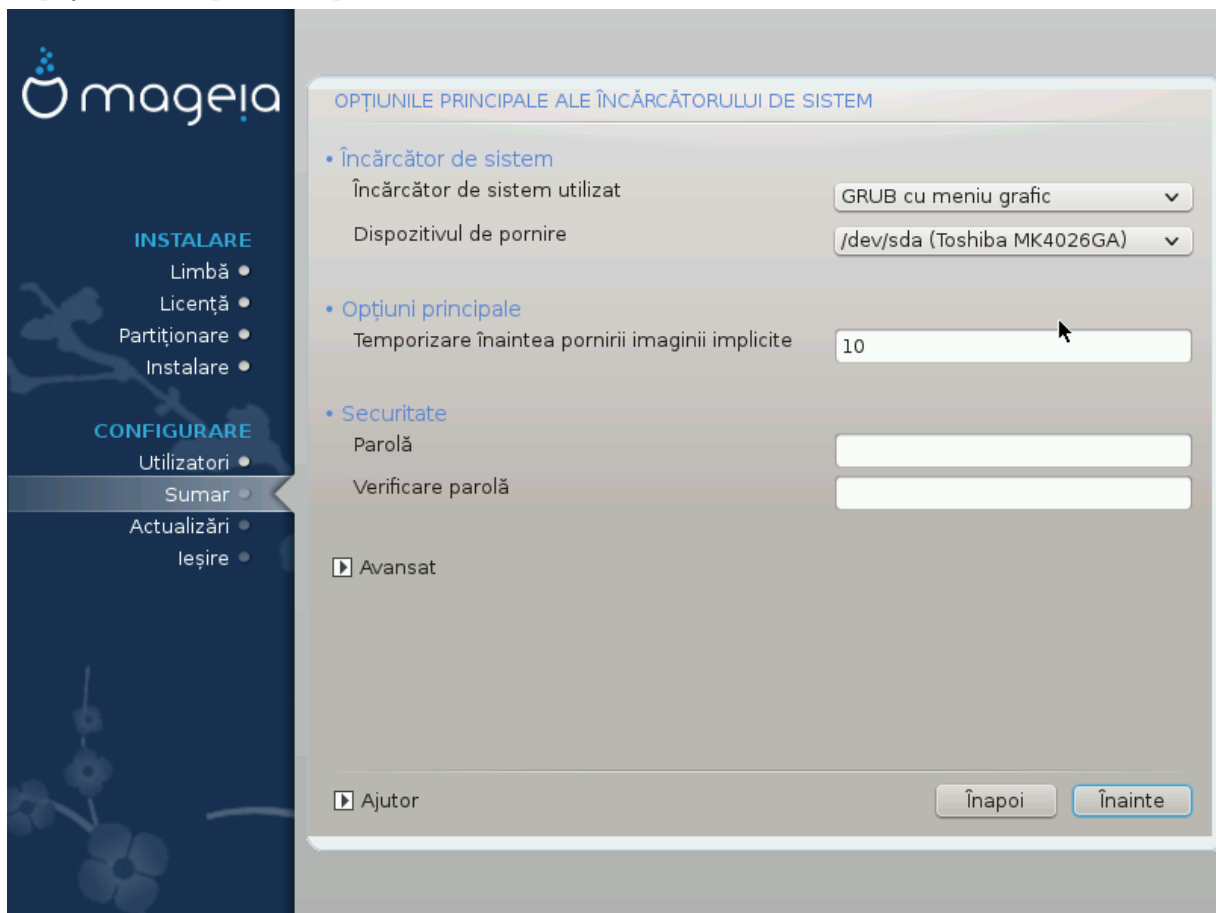 mageia
INSTALARE
Limbă
Licență
Partiționare
Instalare
CONFIGURARE
Utilizatori
Sumar
Actualizări
Ieșire
OPȚIUNILE PRINCIPALE ALE ÎNCĂRCĂTORULUI DE SISTEM
• Încărcător de sistem
Încărcător de sistem utilizat GRUB cu meniu grafic
Dispozitivul de pornire /dev/sda (Toshiba MK4026GA)
• Opțiuni principale
Temporizare înaintea pornirii imaginii implicite 10
• Securitate
Parolă
Verificare parolă
Avansat
Ajutor Înapoi Înainte